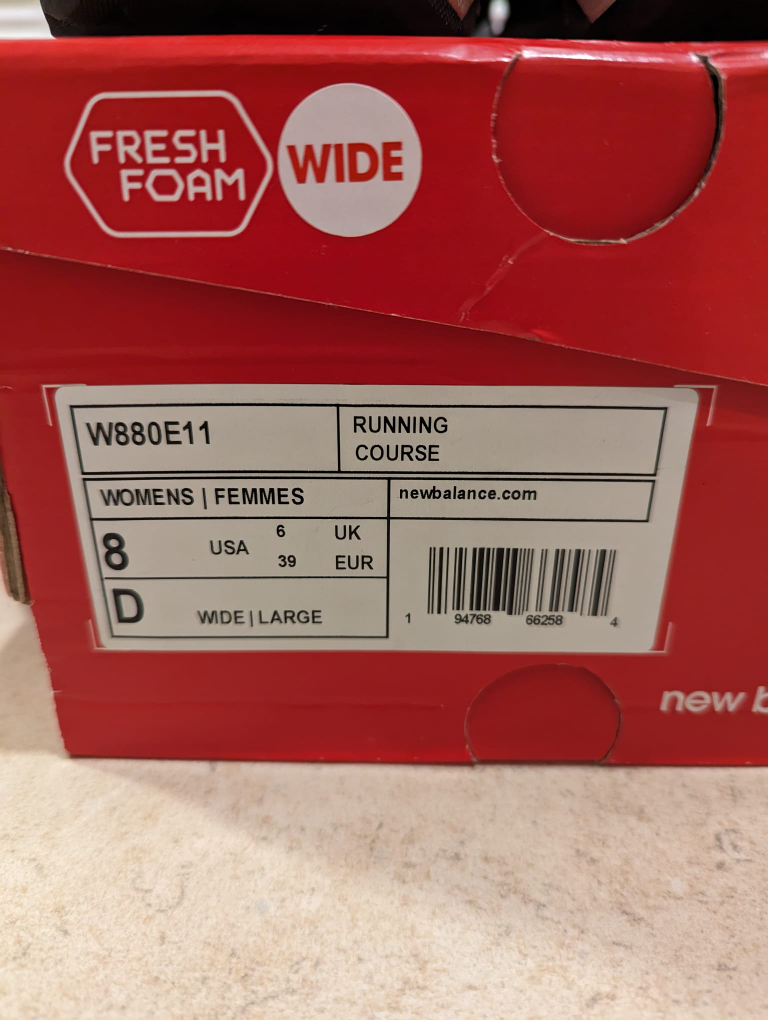 FRESH
FOAM
WIDE
W880E11
RUNNING
COURSE
WOMENS | FEMMES
newbalance.com
8 USA 6 UK
39 EUR
D WIDE | LARGE
1 94768 66258 4
new